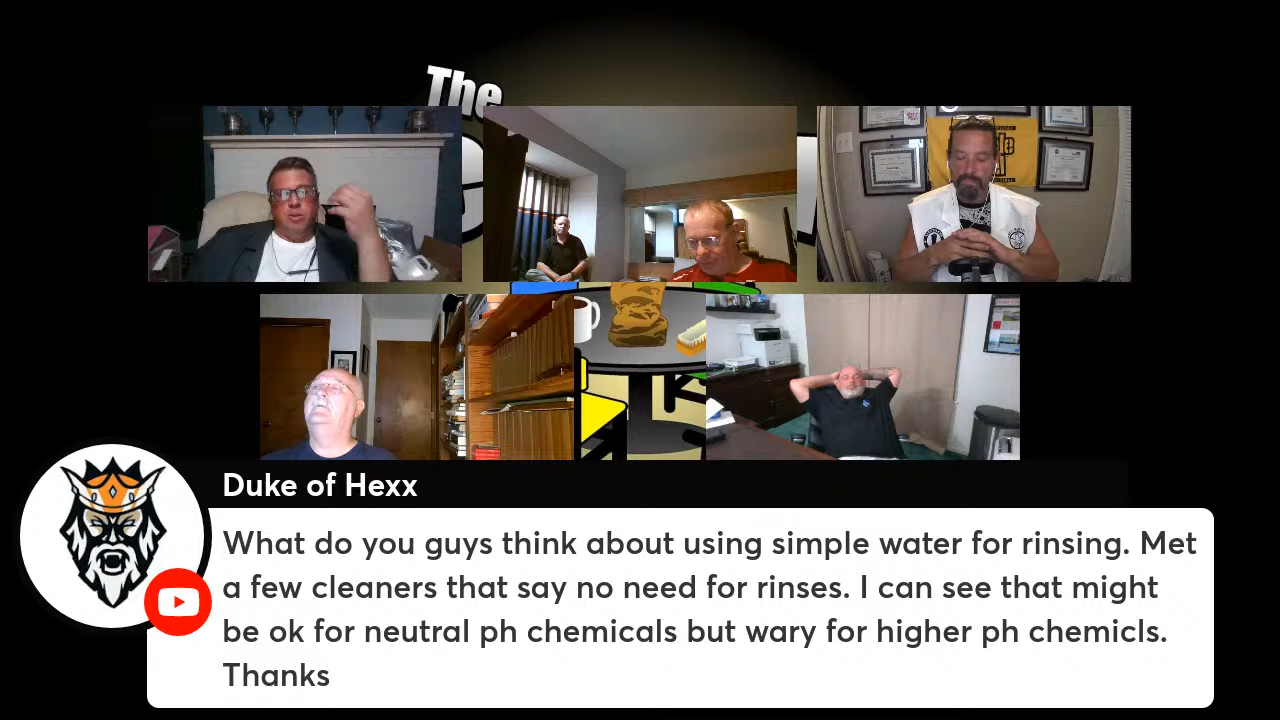 The
Duke of Hexx
What do you guys think about using simple water for rinsing. Met
a few cleaners that say no need for rinses. I can see that might
be ok for neutral ph chemicals but wary for higher ph chemicls.
Thanks